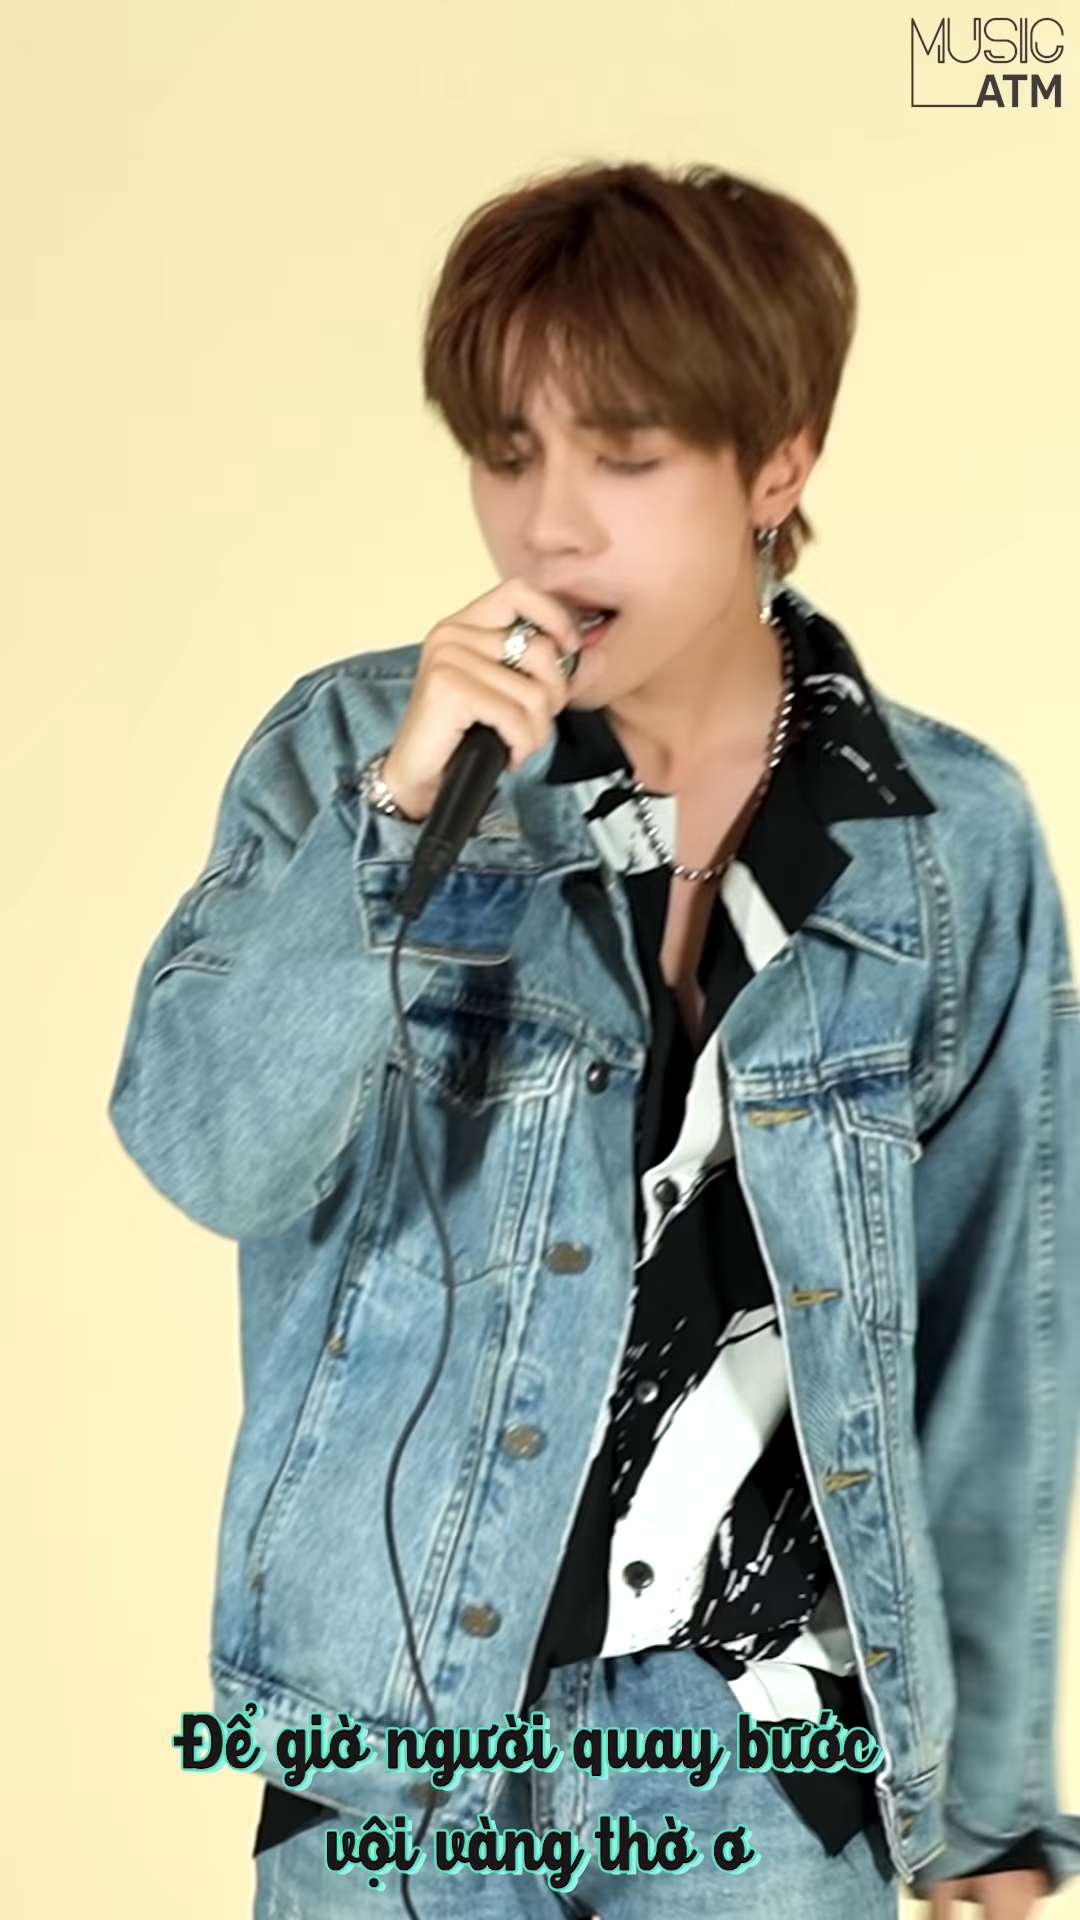 MUSIC
ATM
Để giờ người quay bước
vội vàng thờ ơ